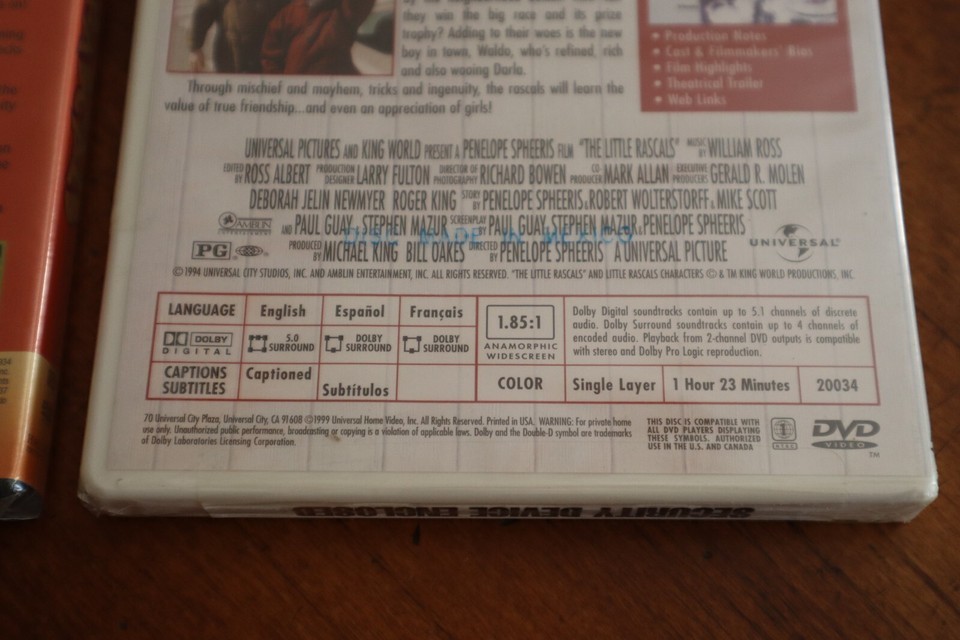 they win the big race and its prize
trophy? Adding to their woes is the new
boy in town, Waldo, who's refined, rich
and also wooing Darla.
Through mischief and mayhem, tricks and ingenuity, the rascals will learn the
value of true friendship...and even an appreciation of girls!
• Production Notes
• Cast & Filmmakers' Bios
• Film Highlights
• Theatrical Trailer
• Web Links
UNIVERSAL PICTURES AND KING WORLD PRESENT A PENELOPE SPHEERIS FILM "THE LITTLE RASCALS" MUSIC BY WILLIAM ROSS
EDITED BY ROSS ALBERT PRODUCTION DESIGNER LARRY FULTON DIRECTOR OF PHOTOGRAPHY RICHARD BOWEN CO-PRODUCER MARK ALLAN EXECUTIVE PRODUCERS GERALD R. MOLEN
DEBORAH JELIN NEWMYER ROGER KING STORY BY PENELOPE SPHEERIS & ROBERT WOLTERSTORFF & MIKE SCOTT
AND PAUL GUAY & STEPHEN MAZUR SCREENPLAY BY PAUL GUAY & STEPHEN MAZUR & PENELOPE SPHEERIS
PRODUCED BY MICHAEL KING BILL OAKES DIRECTED BY PENELOPE SPHEERIS A UNIVERSAL PICTURE
DISC MADE IN MEXICO
AMBLIN
ENTERTAINMENT
PG
UNIVERSAL
©1994 UNIVERSAL CITY STUDIOS, INC. AND AMBLIN ENTERTAINMENT, INC. ALL RIGHTS RESERVED. "THE LITTLE RASCALS" AND LITTLE RASCALS CHARACTERS © & TM KING WORLD PRODUCTIONS, INC
LANGUAGE English Español Français
DOLBY DIGITAL 5.0 SURROUND DOLBY SURROUND DOLBY SURROUND
CAPTIONS SUBTITLES Captioned Subtítulos
1.85:1
ANAMORPHIC
WIDESCREEN
Dolby Digital soundtracks contain up to 5.1 channels of discrete
audio. Dolby Surround soundtracks contain up to 4 channels of
encoded audio. Playback from 2-channel DVD outputs is compatible
with stereo and Dolby Pro Logic reproduction.
COLOR Single Layer 1 Hour 23 Minutes 20034
70 Universal City Plaza, Universal City, CA 91608 ©1999 Universal Home Video, Inc. All Rights Reserved. Printed in USA. WARNING: For private home
use only. Unauthorized public performance, broadcasting or copying is a violation of applicable laws. Dolby and the Double-D symbol are trademarks
of Dolby Laboratories Licensing Corporation.
THIS DISC IS COMPATIBLE WITH
ALL DVD PLAYERS DISPLAYING
THESE SYMBOLS. AUTHORIZED
USE IN THE U.S. AND CANADA
1
DVD
VIDEO
TM
SECURITY DEVICE ENCLOSED